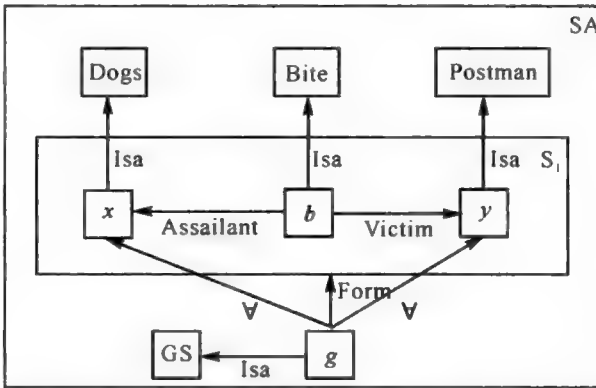 SA
Dogs Bite Postman
Isa Isa Isa S₁
x b y
Assailant Victim
Form
∀ ∀
GS Isa g